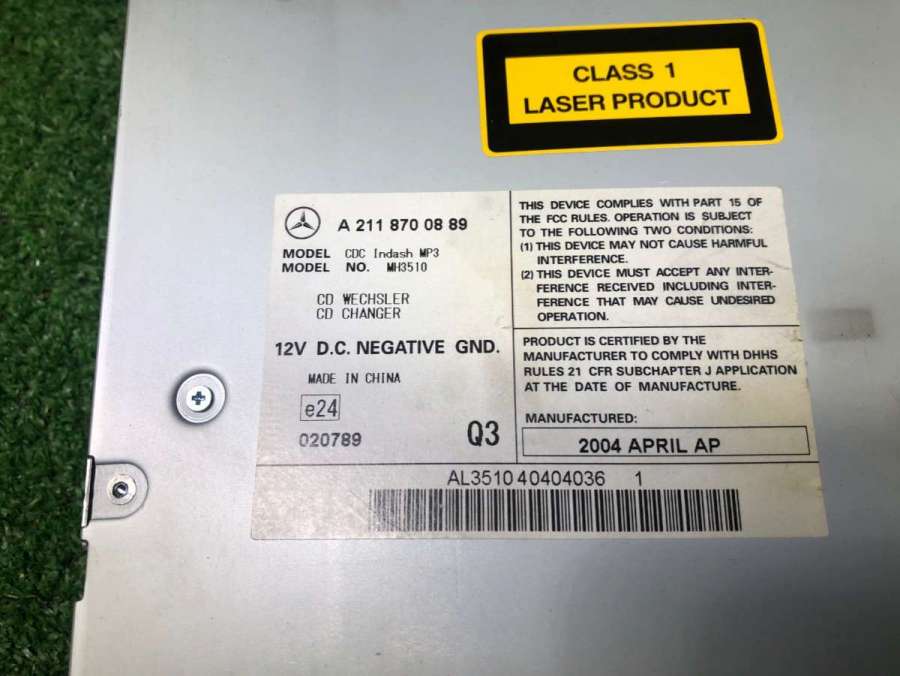 CLASS 1
LASER PRODUCT
A 211 870 08 89
MODEL CDC Indash MP3
MODEL NO. MH3510
CD WECHSLER
CD CHANGER
12V D.C. NEGATIVE GND.
MADE IN CHINA
e24
020789
Q3
THIS DEVICE COMPLIES WITH PART 15 OF
THE FCC RULES. OPERATION IS SUBJECT
TO THE FOLLOWING TWO CONDITIONS:
(1) THIS DEVICE MAY NOT CAUSE HARMFUL
INTERFERENCE.
(2) THIS DEVICE MUST ACCEPT ANY INTER-
FERENCE RECEIVED INCLUDING INTER-
FERENCE THAT MAY CAUSE UNDESIRED
OPERATION.
PRODUCT IS CERTIFIED BY THE
MANUFACTURER TO COMPLY WITH DHHS
RULES 21 CFR SUBCHAPTER J APPLICATION
AT THE DATE OF MANUFACTURE.
MANUFACTURED:
2004 APRIL AP
AL3510 40404036 1